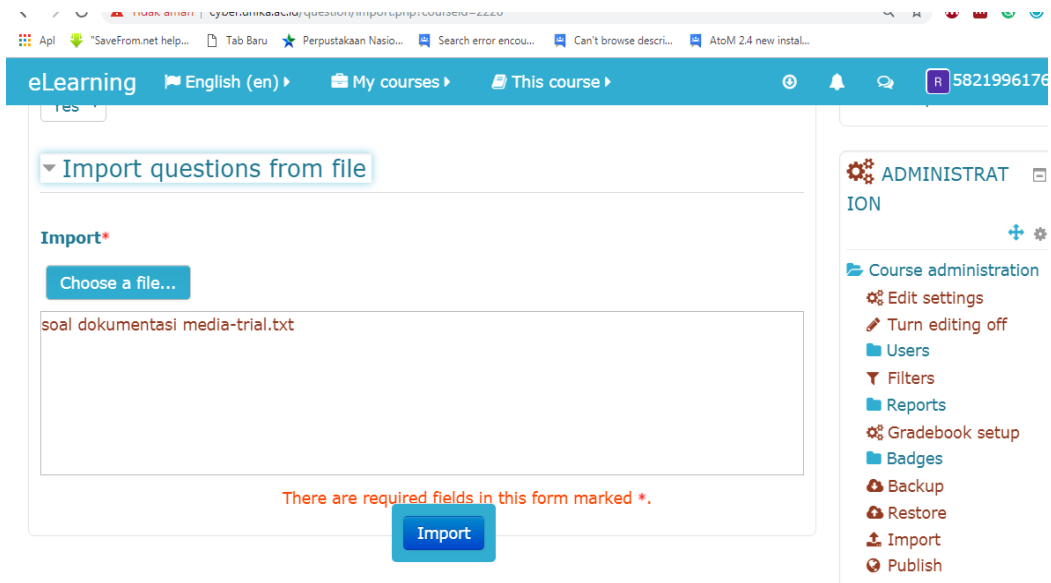 Tidak aman | cyber.unika.ac.id/question/import.php?courseid=2226
Apl "SaveFrom.net help... Tab Baru Perpustakaan Nasio... Search error encou... Can't browse descri... AtoM 2.4 new instal...
eLearning English (en) My courses This course R 5821996176
Yes
Import questions from file
Import*
Choose a file...
soal dokumentasi media-trial.txt
There are required fields in this form marked *.
Import
ADMINISTRAT
ION
Course administration
Edit settings
Turn editing off
Users
Filters
Reports
Gradebook setup
Badges
Backup
Restore
Import
Publish